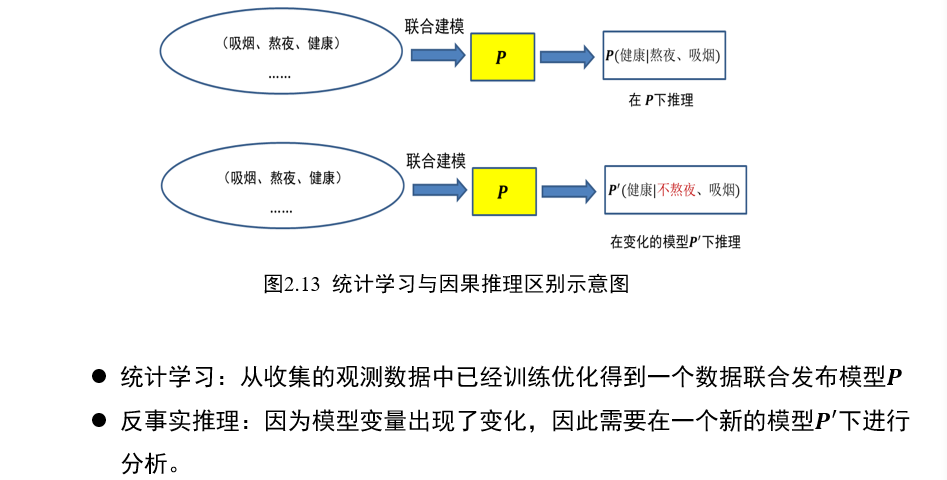 （吸烟、熬夜、健康）
……
联合建模
P
P(健康|熬夜、吸烟)
在 P下推理
（吸烟、熬夜、健康）
……
联合建模
P
P′(健康|不熬夜、吸烟)
在变化的模型P′下推理
图2.13 统计学习与因果推理区别示意图
● 统计学习：从收集的观测数据中已经训练优化得到一个数据联合发布模型P
● 反事实推理：因为模型变量出现了变化，因此需要在一个新的模型P′下进行
分析。